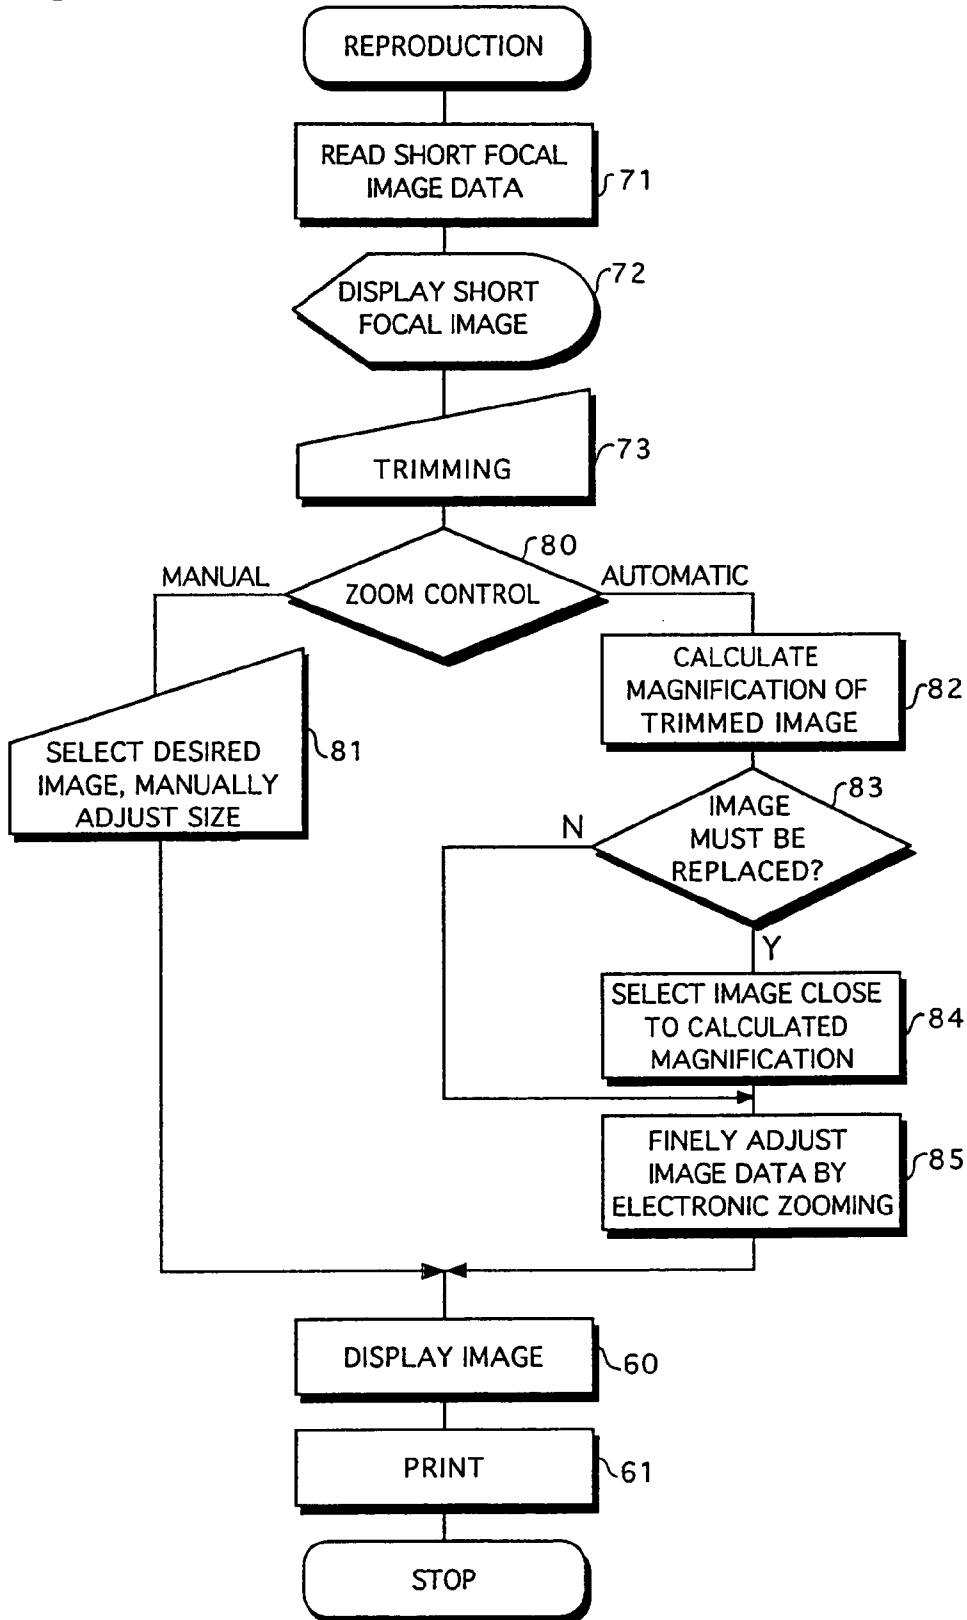 REPRODUCTION
READ SHORT FOCAL
IMAGE DATA
71
DISPLAY SHORT
FOCAL IMAGE
72
TRIMMING
73
ZOOM CONTROL
80
MANUAL
AUTOMATIC
SELECT DESIRED
IMAGE, MANUALLY
ADJUST SIZE
81
CALCULATE
MAGNIFICATION OF
TRIMMED IMAGE
82
IMAGE
MUST BE
REPLACED?
83
N
Y
SELECT IMAGE CLOSE
TO CALCULATED
MAGNIFICATION
84
FINELY ADJUST
IMAGE DATA BY
ELECTRONIC ZOOMING
85
DISPLAY IMAGE
60
PRINT
61
STOP